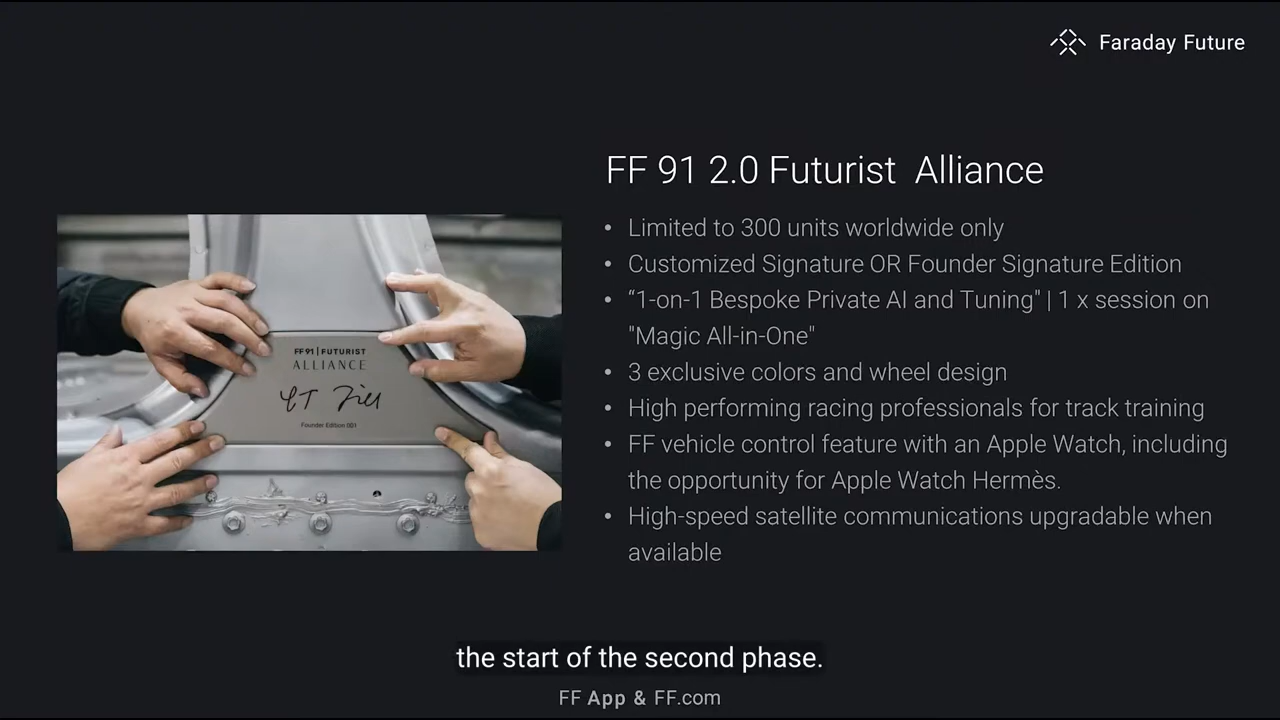 Faraday Future
FF 91 2.0 Futurist Alliance
• Limited to 300 units worldwide only
• Customized Signature OR Founder Signature Edition
• “1-on-1 Bespoke Private AI and Tuning" | 1 x session on
"Magic All-in-One"
• 3 exclusive colors and wheel design
• High performing racing professionals for track training
• FF vehicle control feature with an Apple Watch, including
the opportunity for Apple Watch Hermès.
• High-speed satellite communications upgradable when
available
FF 91 | FUTURIST
ALLIANCE
Founder Edition 001
the start of the second phase.
FF App & FF.com